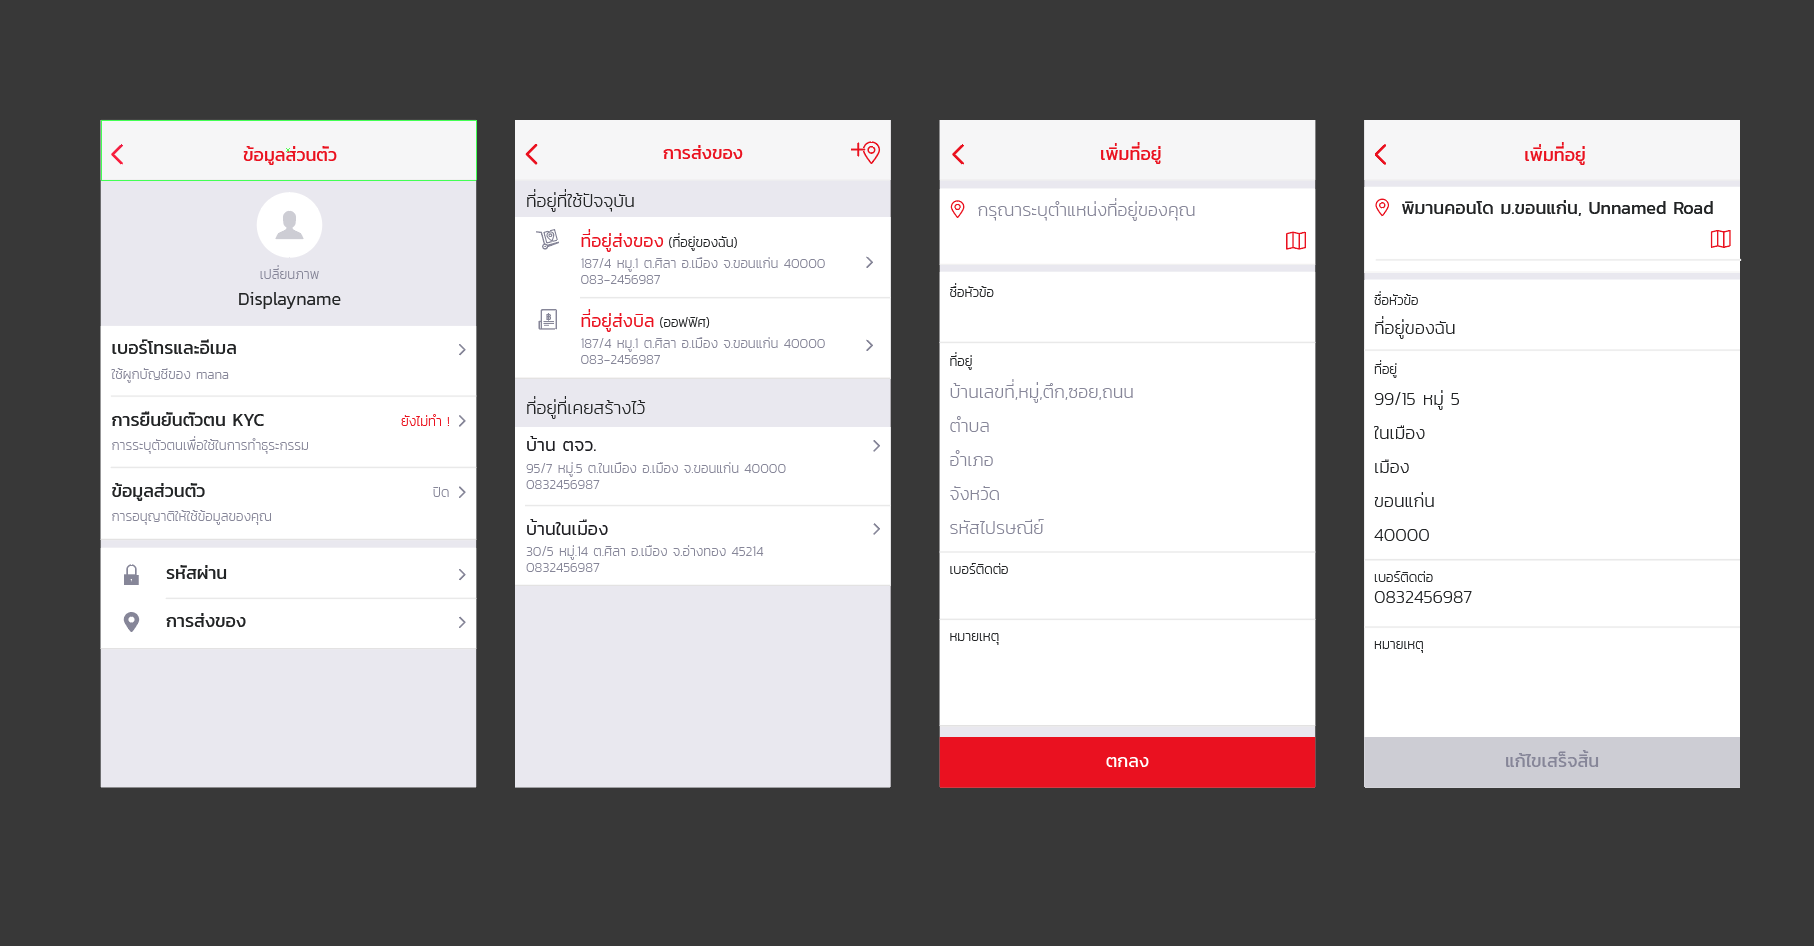 ข้อมูลส่วนตัว
เปลี่ยนภาพ
Displayname
เบอร์โทรและอีเมล
ใช้ผูกบัญชีของ mana
การยืนยันตัวตน KYC
ยังไม่ทำ !
การระบุตัวตนเพื่อใช้ในการทำธุระกรรม
ข้อมูลส่วนตัว
ปิด
การอนุญาติให้ใช้ข้อมูลของคุณ
รหัสผ่าน
การส่งของ
การส่งของ
ที่อยู่ที่ใช้ปัจจุบัน
ที่อยู่ส่งของ (ที่อยู่ของฉัน)
187/4 หมู่.1 ต.ศิลา อ.เมือง จ.ขอนแก่น 40000
083-2456987
ที่อยู่ส่งบิล (ออฟฟิศ)
187/4 หมู่.1 ต.ศิลา อ.เมือง จ.ขอนแก่น 40000
083-2456987
ที่อยู่ที่เคยสร้างไว้
บ้าน ตจว.
95/7 หมู่.5 ต.ในเมือง อ.เมือง จ.ขอนแก่น 40000
0832456987
บ้านในเมือง
30/5 หมู่.14 ต.ศิลา อ.เมือง จ.อ่างทอง 45214
0832456987
เพิ่มที่อยู่
กรุณาระบุตำแหน่งที่อยู่ของคุณ
ชื่อหัวข้อ
ที่อยู่
บ้านเลขที่,หมู่,ตึก,ซอย,ถนน
ตำบล
อำเภอ
จังหวัด
รหัสไปรษณีย์
เบอร์ติดต่อ
หมายเหตุ
ตกลง
เพิ่มที่อยู่
พิมานคอนโด ม.ขอนแก่น, Unnamed Road
ชื่อหัวข้อ
ที่อยู่ของฉัน
ที่อยู่
99/15 หมู่ 5
ในเมือง
เมือง
ขอนแก่น
40000
เบอร์ติดต่อ
0832456987
หมายเหตุ
แก้ไขเสร็จสิ้น